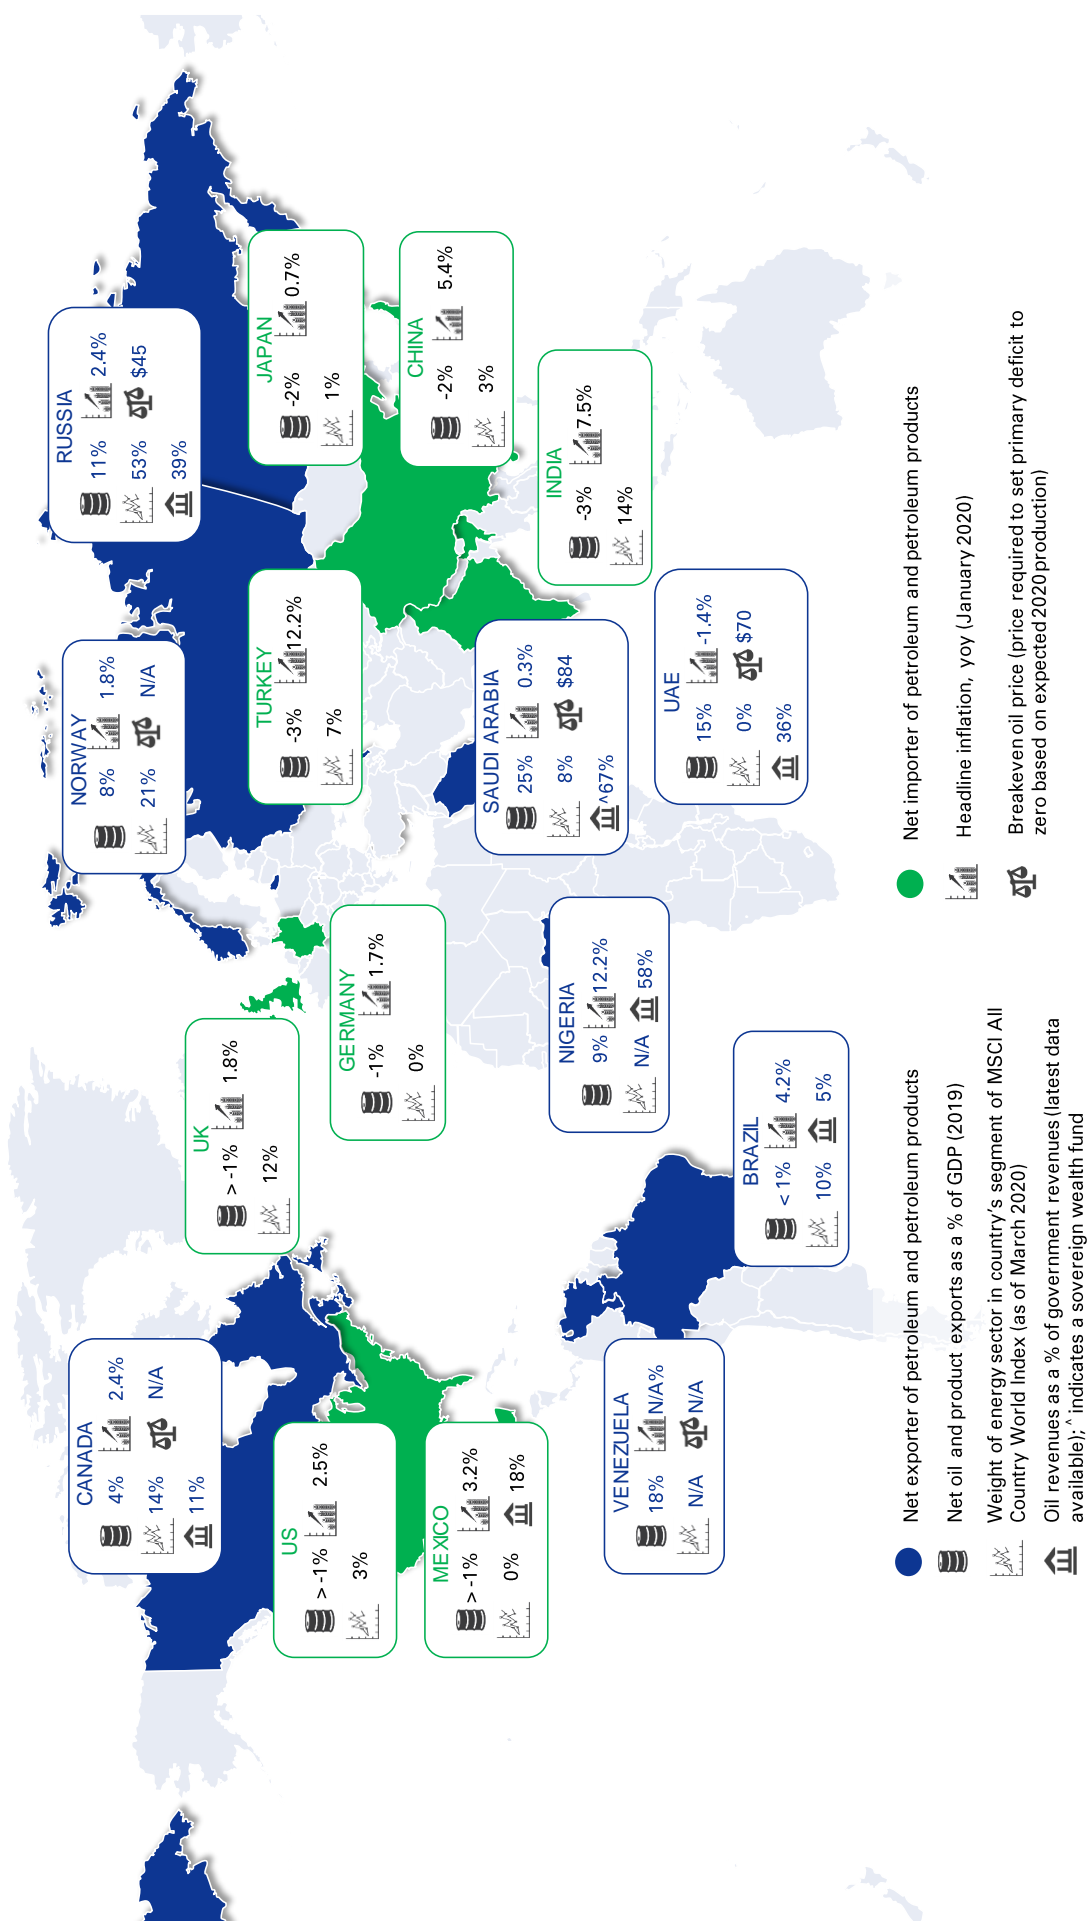 CANADA
4% 2.4%
14% N/A
11%
US
> -1% 2.5%
3%
MEXICO
> -1% 3.2%
0% 18%
VENEZUELA
18% N/A%
N/A N/A
UK
> -1% 1.8%
12%
GERMANY
-1% 1.7%
0%
NIGERIA
9% 12.2%
N/A 58%
BRAZIL
< 1% 4.2%
10% 5%
NORWAY
8% 1.8%
21% N/A
TURKEY
-3% 12.2%
7%
SAUDI ARABIA
25% 0.3%
8% $84
^67%
UAE
15% -1.4%
0% $70
36%
RUSSIA
11% 2.4%
53% $45
39%
JAPAN
-2% 0.7%
1%
CHINA
-2% 5.4%
3%
INDIA
-3% 7.5%
14%
Net exporter of petroleum and petroleum products
Net oil and product exports as a % of GDP (2019)
Weight of energy sector in country's segment of MSCI All
Country World Index (as of March 2020)
Oil revenues as a % of government revenues (latest data
available); ^ indicates a sovereign wealth fund
Net importer of petroleum and petroleum products
Headline inflation, yoy (January 2020)
Breakeven oil price (price required to set primary deficit to
zero based on expected 2020 production)